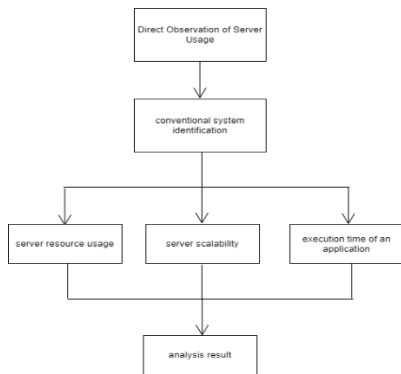 Direct Observation of Server
Usage
conventional system
identification
server resource usage
server scalability
execution time of an
application
analysis result